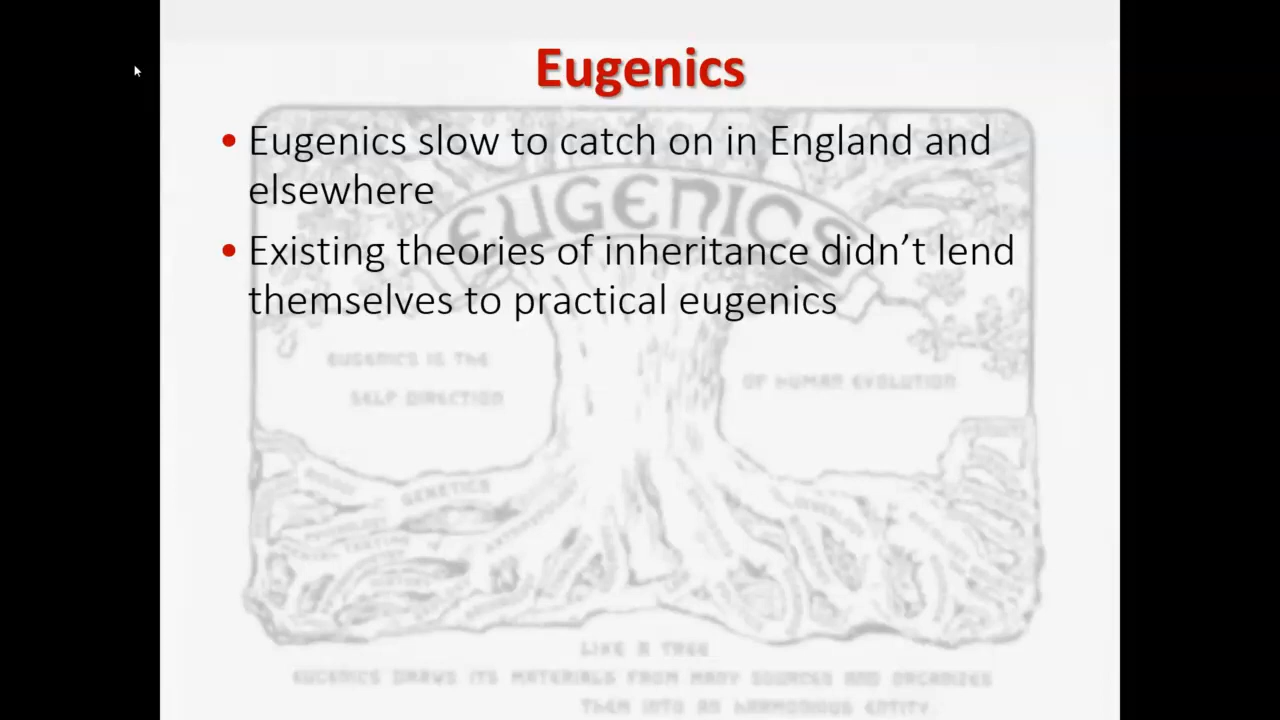 Eugenics
• Eugenics slow to catch on in England and
elsewhere
• Existing theories of inheritance didn’t lend
themselves to practical eugenics
EUGENICS
EUGENICS IS THE
SELF DIRECTION
OF HUMAN EVOLUTION
GENETICS
LIKE A TREE
EUGENICS DRAWS ITS MATERIALS FROM MANY SOURCES AND ORGANIZES
THEM INTO AN HARMONIOUS ENTITY.